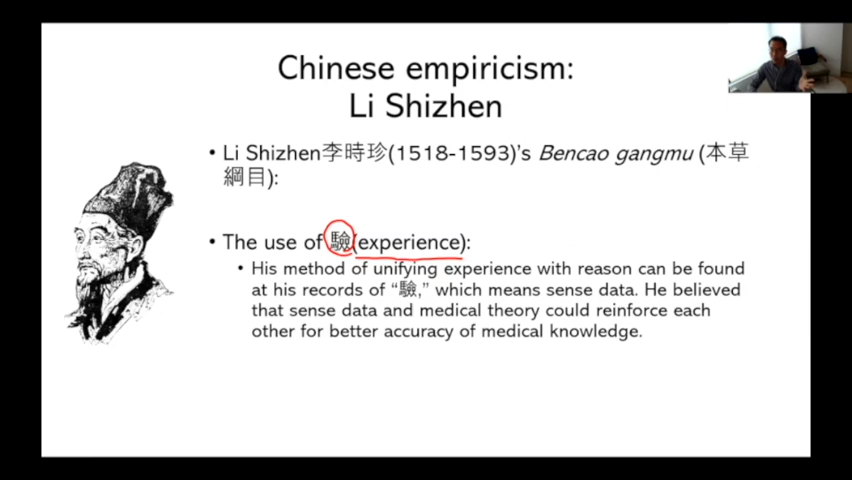 Chinese empiricism:
Li Shizhen
• Li Shizhen李時珍(1518-1593)'s Bencao gangmu (本草
綱目):
• The use of 驗(experience):
• His method of unifying experience with reason can be found
at his records of “驗,” which means sense data. He believed
that sense data and medical theory could reinforce each
other for better accuracy of medical knowledge.